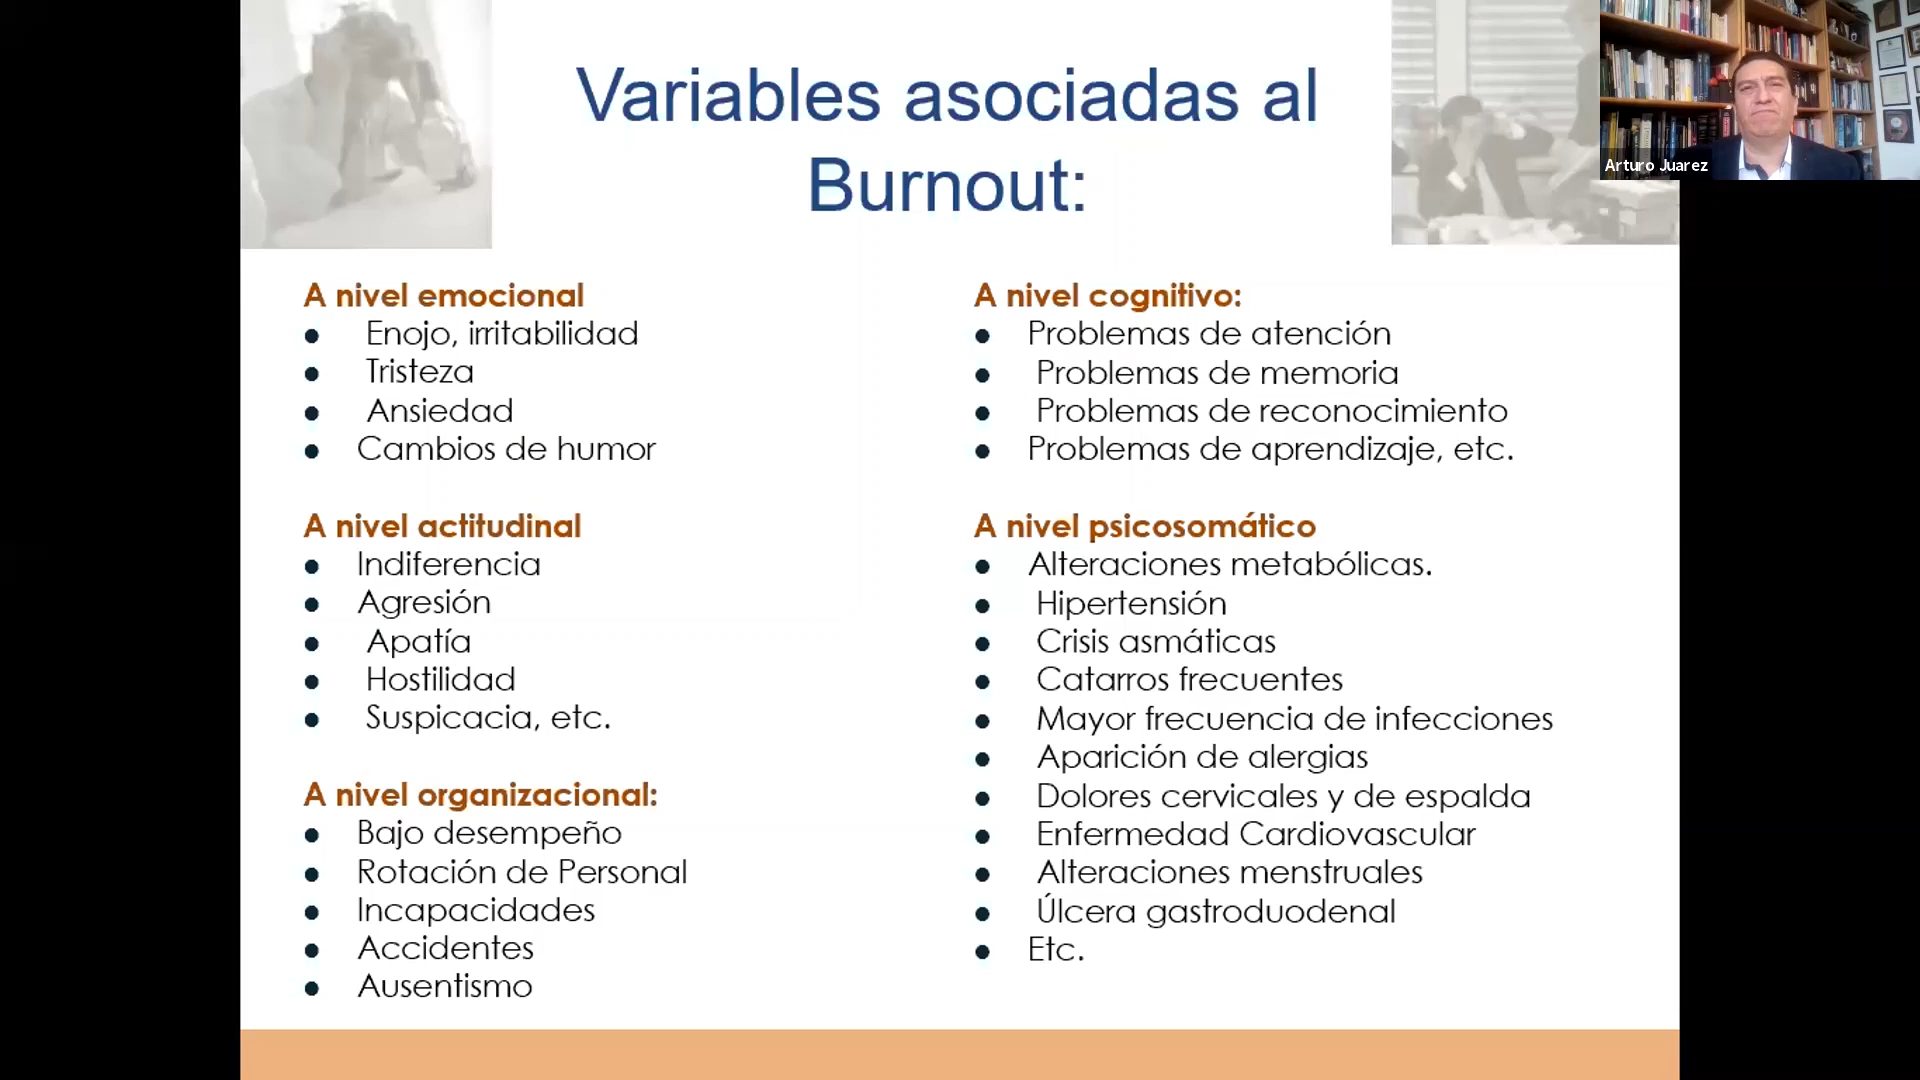 Variables asociadas al
Burnout:
Arturo Juarez
A nivel emocional
● Enojo, irritabilidad
● Tristeza
● Ansiedad
● Cambios de humor
A nivel actitudinal
● Indiferencia
● Agresión
● Apatía
● Hostilidad
● Suspicacia, etc.
A nivel organizacional:
● Bajo desempeño
● Rotación de Personal
● Incapacidades
● Accidentes
● Ausentismo
A nivel cognitivo:
● Problemas de atención
● Problemas de memoria
● Problemas de reconocimiento
● Problemas de aprendizaje, etc.
A nivel psicosomático
● Alteraciones metabólicas.
● Hipertensión
● Crisis asmáticas
● Catarros frecuentes
● Mayor frecuencia de infecciones
● Aparición de alergias
● Dolores cervicales y de espalda
● Enfermedad Cardiovascular
● Alteraciones menstruales
● Úlcera gastroduodenal
● Etc.